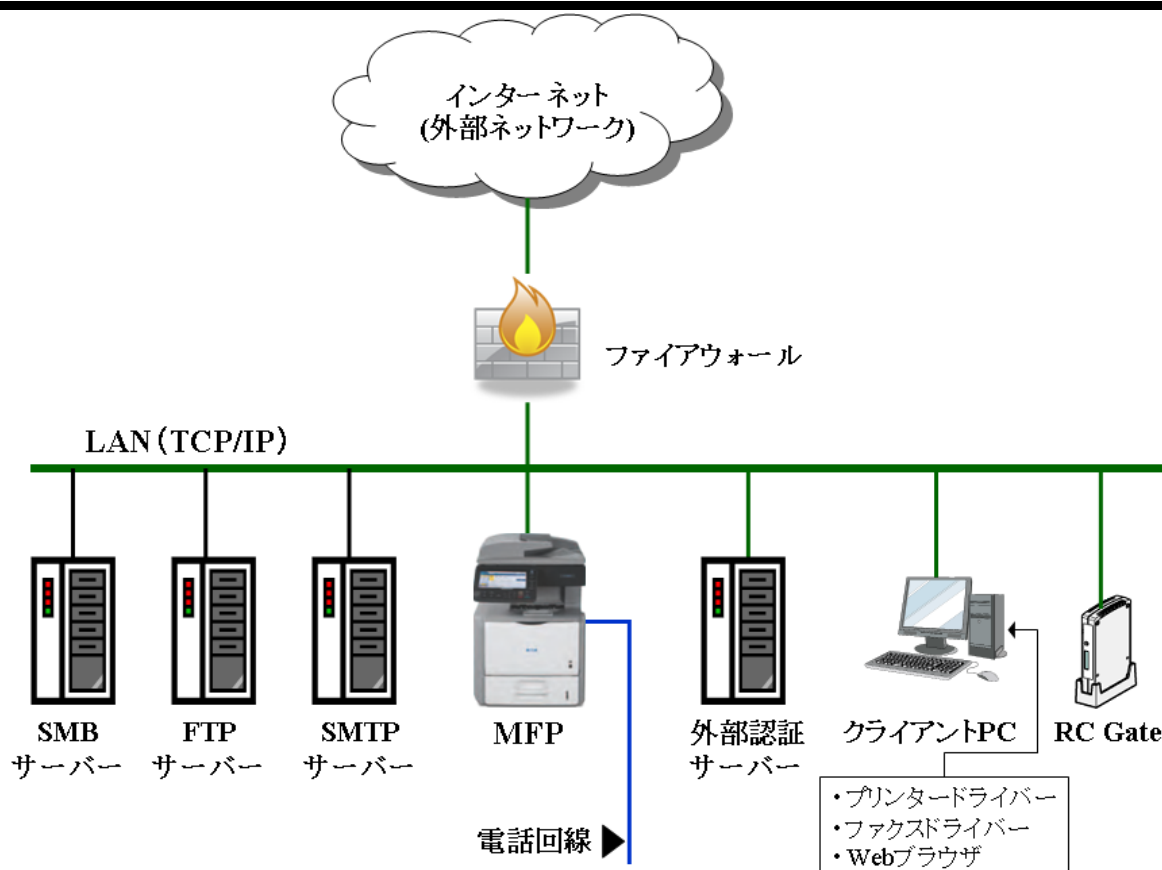 インターネット
(外部ネットワーク)
ファイアウォール
LAN（TCP/IP）
SMB
サーバー
FTP
サーバー
SMTP
サーバー
MFP
外部認証
サーバー
クライアントPC
RC Gate
・プリンタードライバー
・ファクスドライバー
・Webブラウザ
電話回線